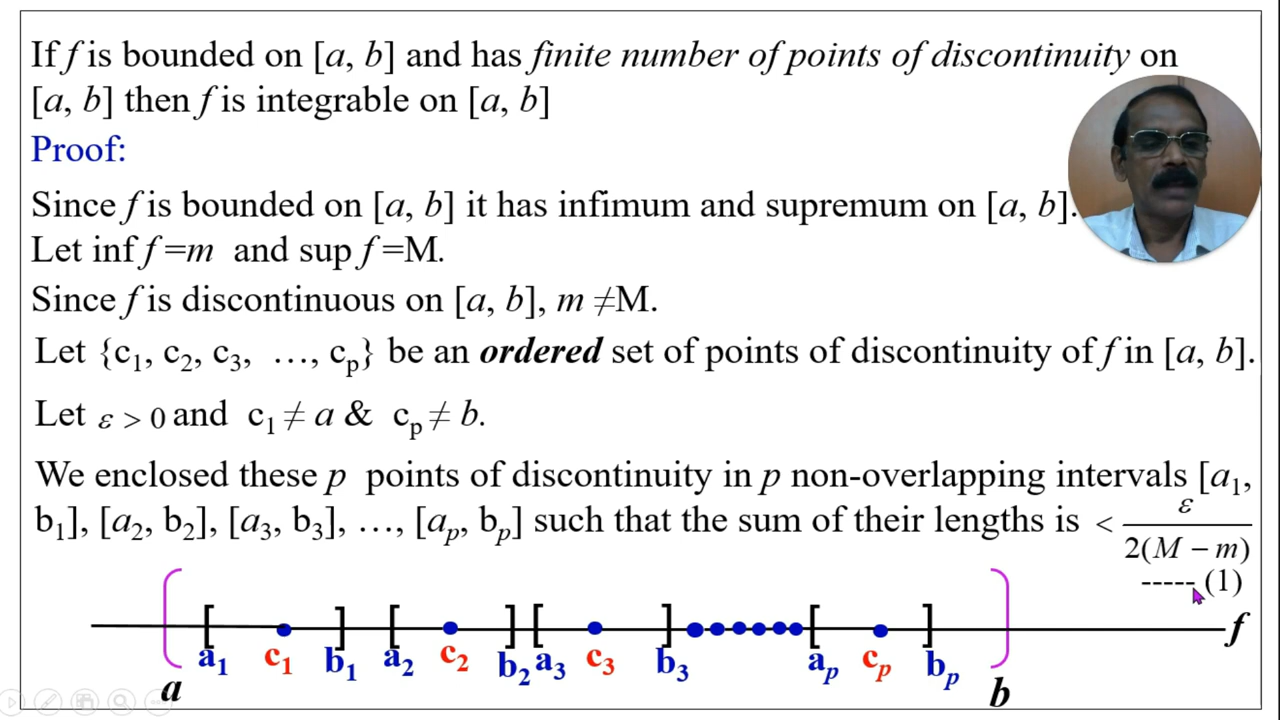 If f is bounded on [a, b] and has finite number of points of discontinuity on
[a, b] then f is integrable on [a, b]
Proof:
Since f is bounded on [a, b] it has infimum and supremum on [a, b].
Let inf f =m and sup f =M.
Since f is discontinuous on [a, b], m ≠M.
Let {c₁, c₂, c₃, …, cₚ} be an ordered set of points of discontinuity of f in [a, b].
Let ε > 0 and c₁ ≠ a & cₚ ≠ b.
We enclosed these p points of discontinuity in p non-overlapping intervals [a₁,
b₁], [a₂, b₂], [a₃, b₃], …, [aₚ, bₚ] such that the sum of their lengths is < ε / 2(M − m)
----- (1)
[ [ ] [ ] [ ] [ ] ] f
a₁ c₁ b₁ a₂ c₂ b₂ a₃ c₃ b₃ aₚ cₚ bₚ
a b